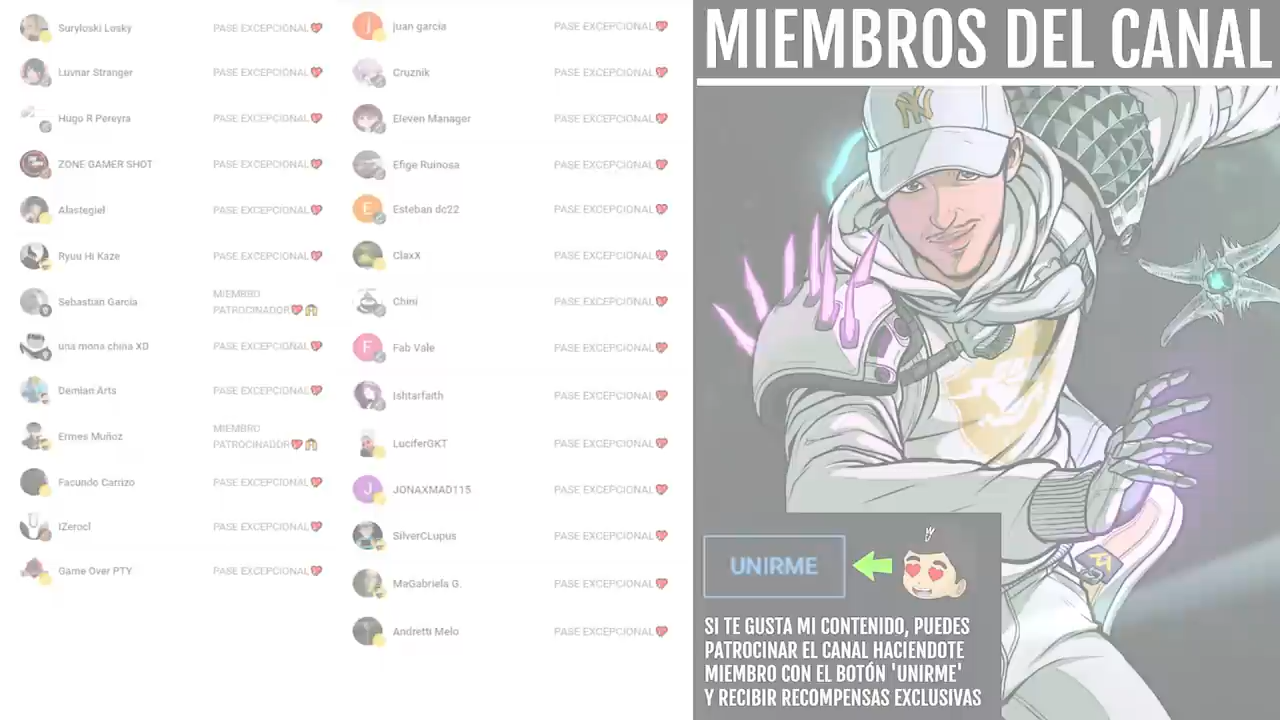 Suryloski Losky PASE EXCEPCIONAL
Luvnar Stranger PASE EXCEPCIONAL
Hugo R Pereyra PASE EXCEPCIONAL
ZONE GAMER SHOT PASE EXCEPCIONAL
Alastegiel PASE EXCEPCIONAL
Ryuu Hi Kaze PASE EXCEPCIONAL
Sebastian Garcia MIEMBRO
PATROCINADOR
una mona china XD PASE EXCEPCIONAL
Demian Arts PASE EXCEPCIONAL
Ermes Muñoz MIEMBRO
PATROCINADOR
Facundo Carrizo PASE EXCEPCIONAL
IZerocl PASE EXCEPCIONAL
Game Over PTY PASE EXCEPCIONAL
J juan garcia PASE EXCEPCIONAL
Cruznik PASE EXCEPCIONAL
Eleven Manager PASE EXCEPCIONAL
Efige Ruinosa PASE EXCEPCIONAL
E Esteban dc22 PASE EXCEPCIONAL
ClaxX PASE EXCEPCIONAL
Chini PASE EXCEPCIONAL
F Fab Vale PASE EXCEPCIONAL
Ishtarfaith PASE EXCEPCIONAL
LuciferGKT PASE EXCEPCIONAL
J JONAXMAD115 PASE EXCEPCIONAL
SilverCLupus PASE EXCEPCIONAL
MaGabriela G. PASE EXCEPCIONAL
Andretti Melo PASE EXCEPCIONAL
MIEMBROS DEL CANAL
NY
UNIRME
SI TE GUSTA MI CONTENIDO, PUEDES
PATROCINAR EL CANAL HACIENDOTE
MIEMBRO CON EL BOTÓN 'UNIRME'
Y RECIBIR RECOMPENSAS EXCLUSIVAS